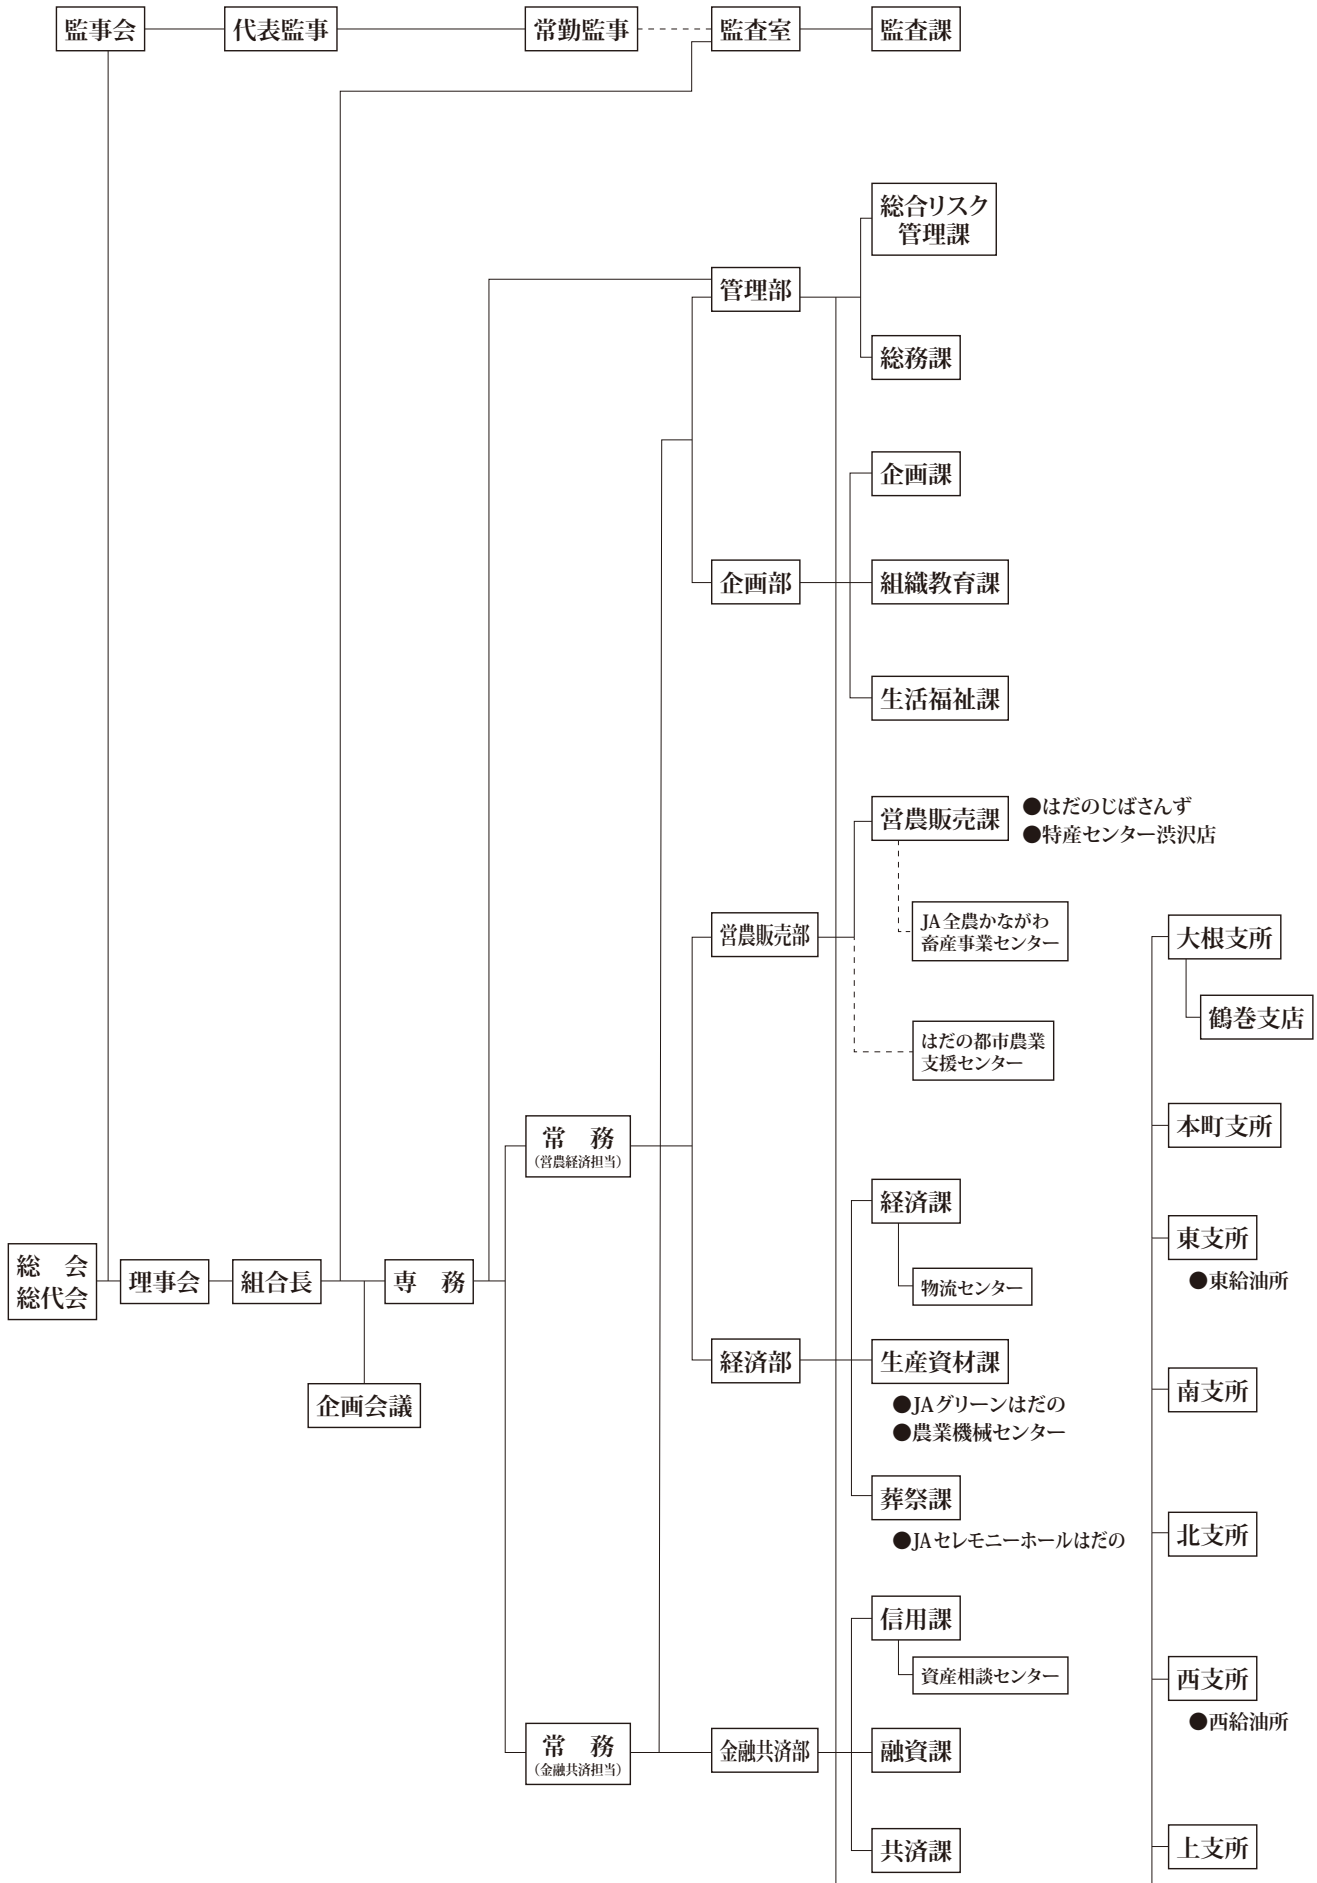 監事会
代表監事
常勤監事
監査室
監査課
総合リスク
管理課
管理部
総務課
企画課
企画部
組織教育課
生活福祉課
営農販売課
●はだのじばさんず
●特産センター渋沢店
営農販売部
JA全農かながわ
畜産事業センター
はだの都市農業
支援センター
大根支所
鶴巻支店
本町支所
常　務
（営農経済担当）
経済課
物流センター
東支所
●東給油所
総　会
総代会
理事会
組合長
専　務
企画会議
経済部
生産資材課
●JAグリーンはだの
●農業機械センター
南支所
葬祭課
●JAセレモニーホールはだの
北支所
信用課
資産相談センター
西支所
●西給油所
常　務
（金融共済担当）
金融共済部
融資課
共済課
上支所